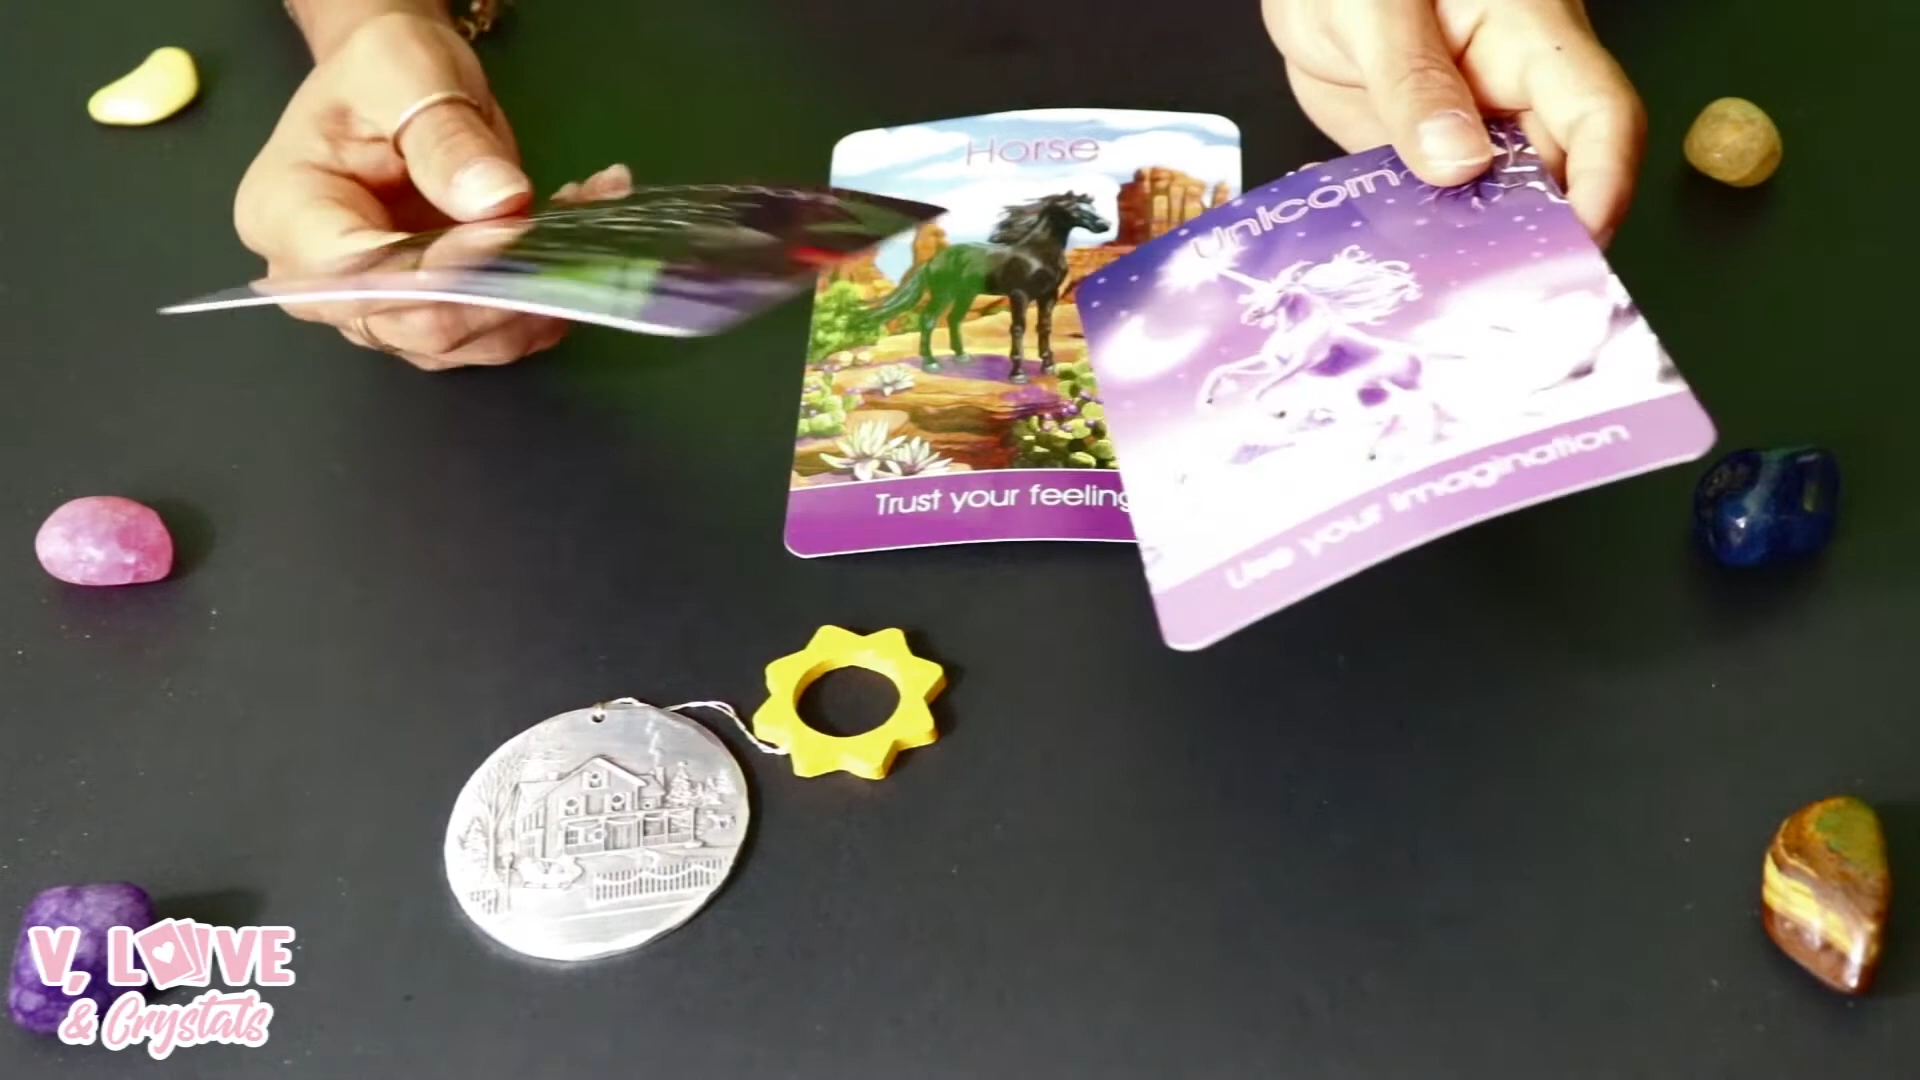 Horse
Trust your feeling
Unicorn
Use your imagination
V, LOVE
& Crystals